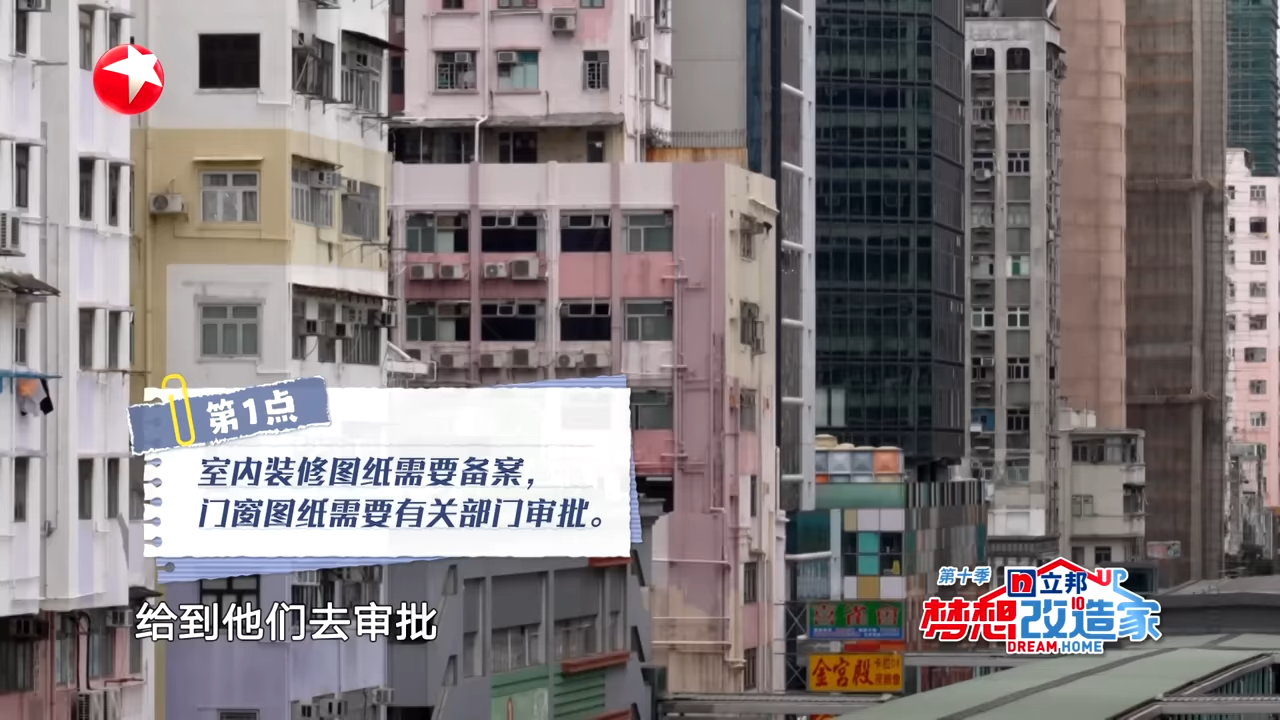 第1点
室内装修图纸需要备案，
门窗图纸需要有关部门审批。
给到他们去审批
第十季
立邦
UP
梦想改造家
10
DREAM HOME
金宫殿